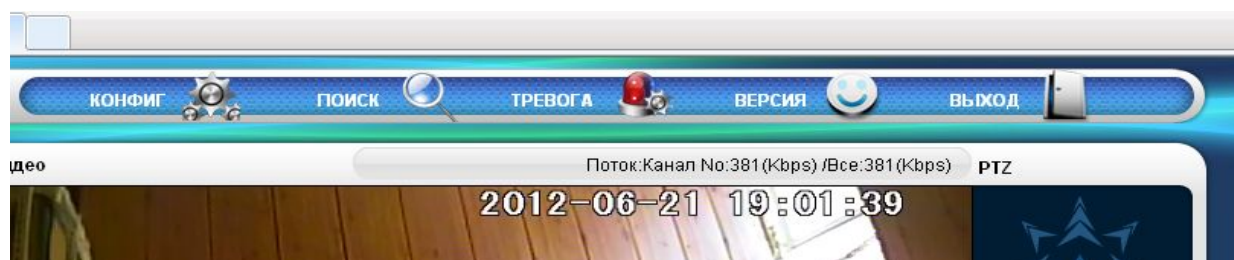 КОНФИГ ПОИСК ТРЕВОГА ВЕРСИЯ ВЫХОД
идео Поток:Канал No:381(Kbps) /Все:381(Kbps) PTZ
2012-06-21 19:01:39